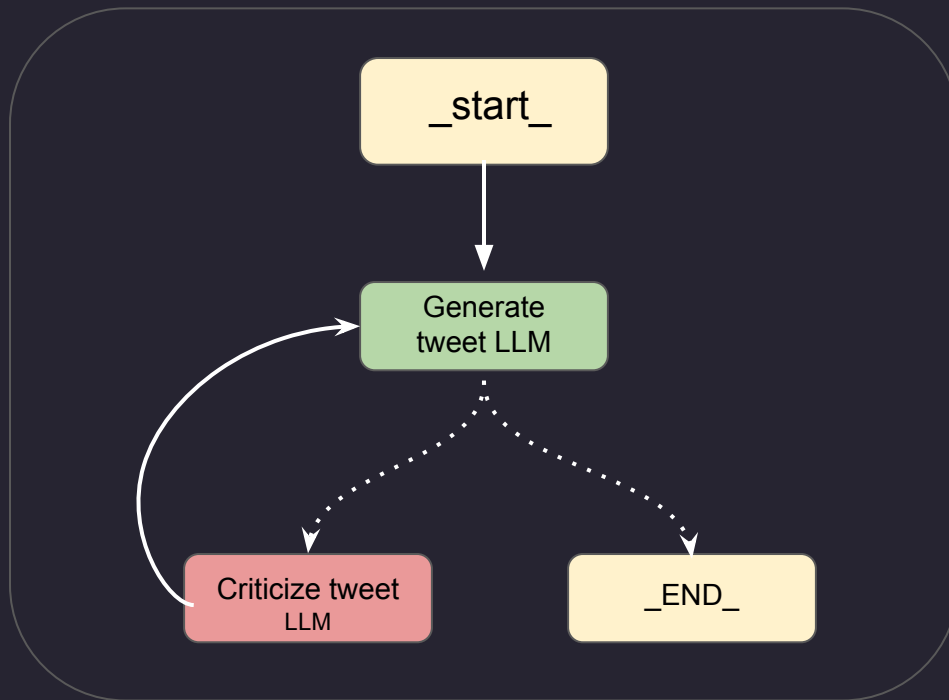 _start_
Generate
tweet LLM
Criticize tweet
LLM
_END_